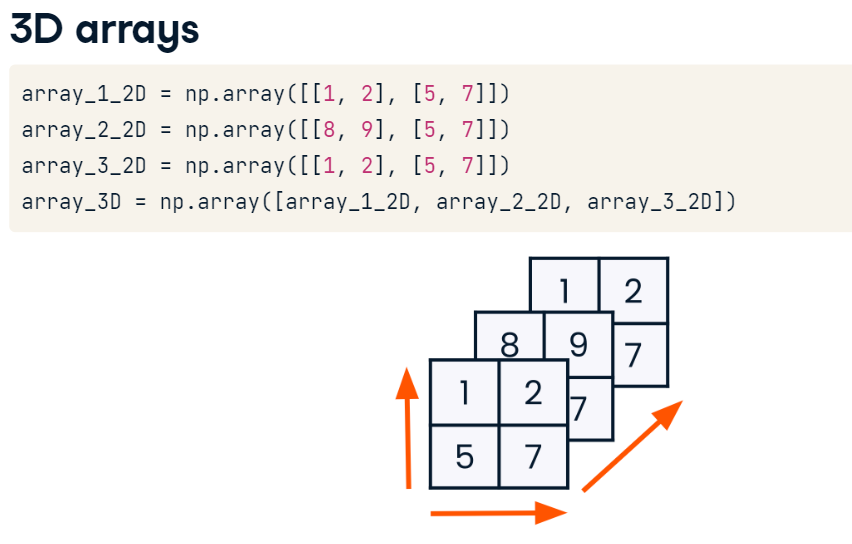 3D arrays
array_1_2D = np.array([[1, 2], [5, 7]])
array_2_2D = np.array([[8, 9], [5, 7]])
array_3_2D = np.array([[1, 2], [5, 7]])
array_3D = np.array([array_1_2D, array_2_2D, array_3_2D])
1 2
8 9 7
1 2 7
5 7